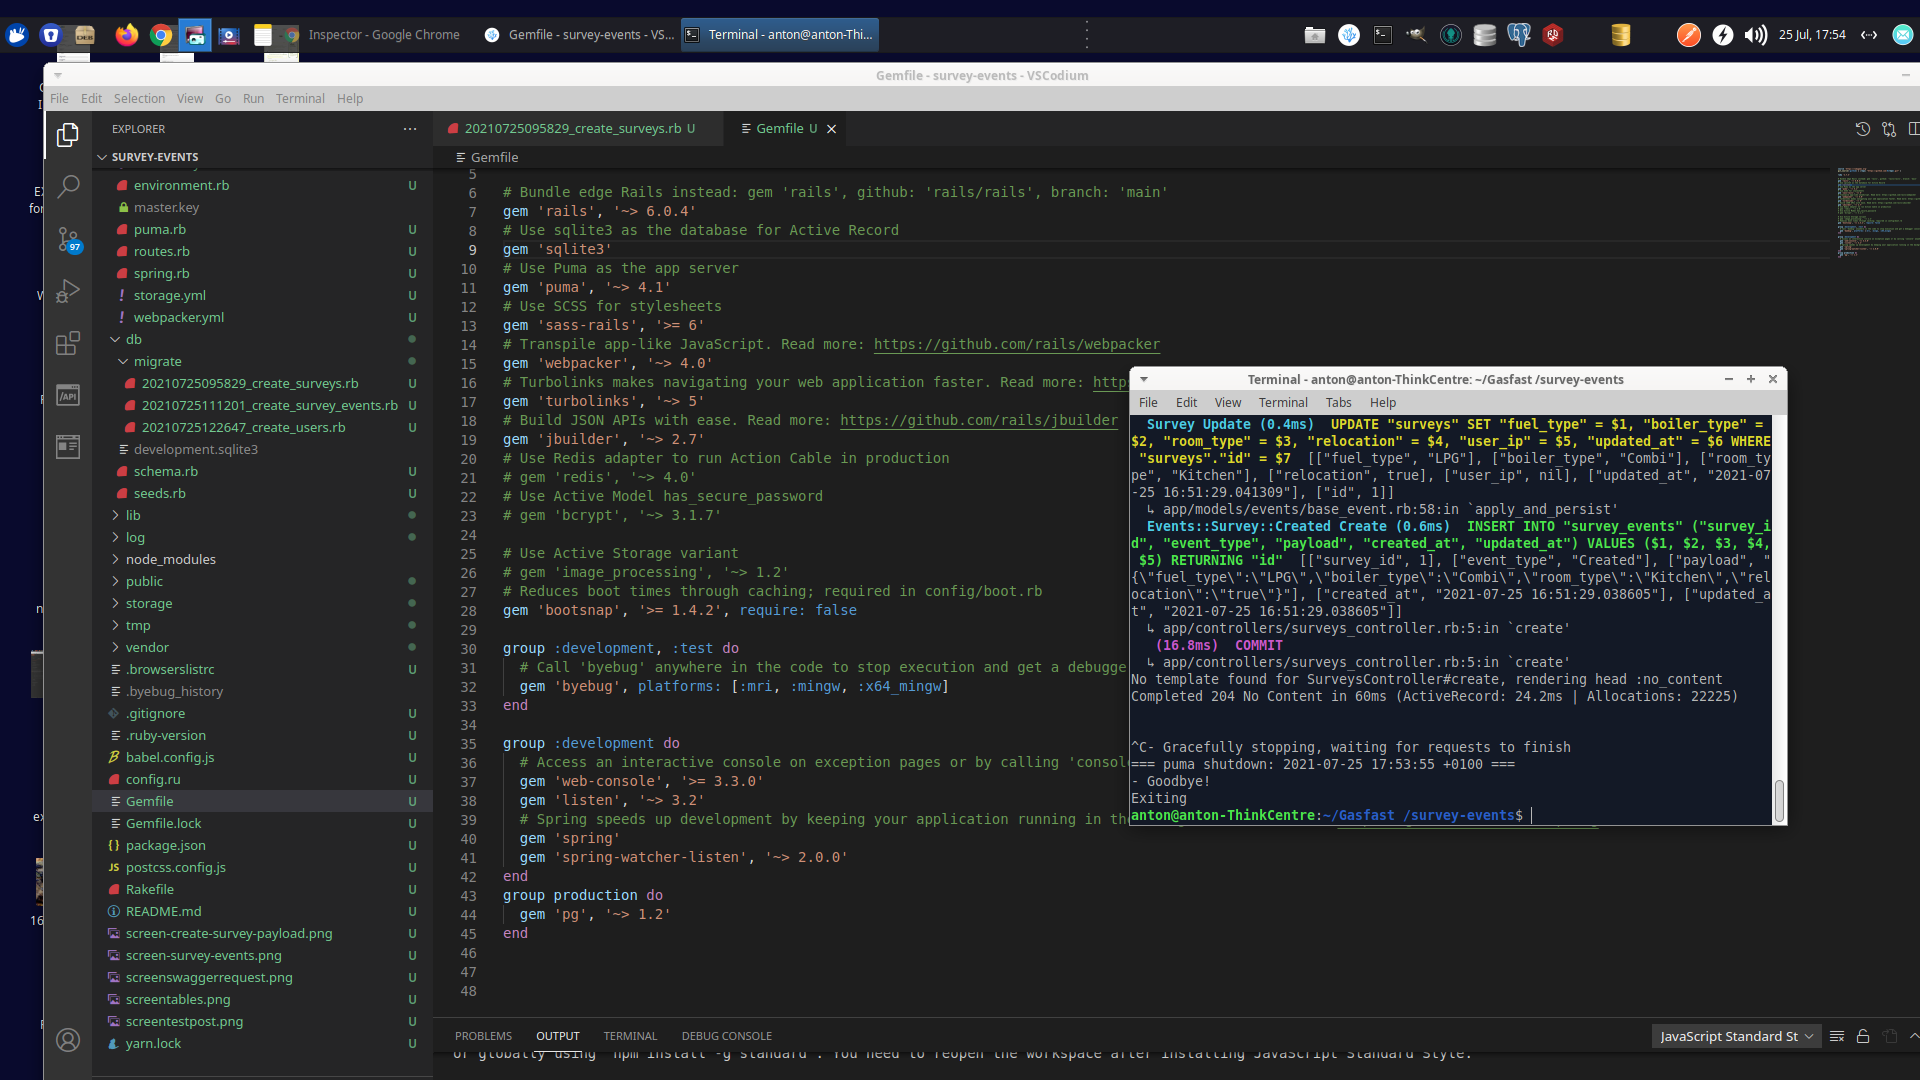 Inspector - Google Chrome
Gemfile - survey-events - VS...
Terminal - anton@anton-Thi...
25 Jul, 17:54
Gemfile - survey-events - VSCodium
File Edit Selection View Go Run Terminal Help
EXPLORER
SURVEY-EVENTS
environment.rb U
master.key
puma.rb U
routes.rb U
spring.rb U
storage.yml U
webpacker.yml U
db
migrate
20210725095829_create_surveys.rb U
20210725111201_create_survey_events.rb U
20210725122647_create_users.rb U
development.sqlite3
schema.rb U
seeds.rb U
lib
log
node_modules
public
storage
tmp
vendor
.browserslistrc U
.byebug_history
.gitignore U
.ruby-version U
babel.config.js U
config.ru U
Gemfile U
Gemfile.lock U
package.json U
postcss.config.js U
Rakefile U
README.md U
screen-create-survey-payload.png U
screen-survey-events.png U
screenswaggerrequest.png U
screentables.png U
screentestpost.png U
yarn.lock U
97
20210725095829_create_surveys.rb U
Gemfile U
Gemfile
5
6 # Bundle edge Rails instead: gem 'rails', github: 'rails/rails', branch: 'main'
7 gem 'rails', '~> 6.0.4'
8 # Use sqlite3 as the database for Active Record
9 gem 'sqlite3'
10 # Use Puma as the app server
11 gem 'puma', '~> 4.1'
12 # Use SCSS for stylesheets
13 gem 'sass-rails', '>= 6'
14 # Transpile app-like JavaScript. Read more: https://github.com/rails/webpacker
15 gem 'webpacker', '~> 4.0'
16 # Turbolinks makes navigating your web application faster. Read more: http
17 gem 'turbolinks', '~> 5'
18 # Build JSON APIs with ease. Read more: https://github.com/rails/jbuilder
19 gem 'jbuilder', '~> 2.7'
20 # Use Redis adapter to run Action Cable in production
21 # gem 'redis', '~> 4.0'
22 # Use Active Model has_secure_password
23 # gem 'bcrypt', '~> 3.1.7'
24
25 # Use Active Storage variant
26 # gem 'image_processing', '~> 1.2'
27 # Reduces boot times through caching; required in config/boot.rb
28 gem 'bootsnap', '>= 1.4.2', require: false
29
30 group :development, :test do
31 # Call 'byebug' anywhere in the code to stop execution and get a debugge
32 gem 'byebug', platforms: [:mri, :mingw, :x64_mingw]
33 end
34
35 group :development do
36 # Access an interactive console on exception pages or by calling 'consol
37 gem 'web-console', '>= 3.3.0'
38 gem 'listen', '~> 3.2'
39 # Spring speeds up development by keeping your application running in th
40 gem 'spring'
41 gem 'spring-watcher-listen', '~> 2.0.0'
42 end
43 group production do
44 gem 'pg', '~> 1.2'
45 end
46
47
48
Terminal - anton@anton-ThinkCentre: ~/Gasfast /survey-events
File Edit View Terminal Tabs Help
Survey Update (0.4ms) UPDATE "surveys" SET "fuel_type" = $1, "boiler_type" =
$2, "room_type" = $3, "relocation" = $4, "user_ip" = $5, "updated_at" = $6 WHERE
"surveys"."id" = $7 [["fuel_type", "LPG"], ["boiler_type", "Combi"], ["room_ty
pe", "Kitchen"], ["relocation", true], ["user_ip", nil], ["updated_at", "2021-07
-25 16:51:29.041309"], ["id", 1]]
↳ app/models/events/base_event.rb:58:in `apply_and_persist'
Events::Survey::Created Create (0.6ms) INSERT INTO "survey_events" ("survey_i
d", "event_type", "payload", "created_at", "updated_at") VALUES ($1, $2, $3, $4,
$5) RETURNING "id" [["survey_id", 1], ["event_type", "Created"], ["payload", "
{\"fuel_type\":\"LPG\",\"boiler_type\":\"Combi\",\"room_type\":\"Kitchen\",\"rel
ocation\":\"true\"}"], ["created_at", "2021-07-25 16:51:29.038605"], ["updated_a
t", "2021-07-25 16:51:29.038605"]]
↳ app/controllers/surveys_controller.rb:5:in `create'
(16.8ms) COMMIT
↳ app/controllers/surveys_controller.rb:5:in `create'
No template found for SurveysController#create, rendering head :no_content
Completed 204 No Content in 60ms (ActiveRecord: 24.2ms | Allocations: 22225)
^C- Gracefully stopping, waiting for requests to finish
=== puma shutdown: 2021-07-25 17:53:55 +0100 ===
- Goodbye!
Exiting
anton@anton-ThinkCentre:~/Gasfast /survey-events$
PROBLEMS OUTPUT TERMINAL DEBUG CONSOLE
JavaScript Standard St
or globally using 'npm install -g standard'. You need to reopen the workspace after installing JavaScript Standard Style.